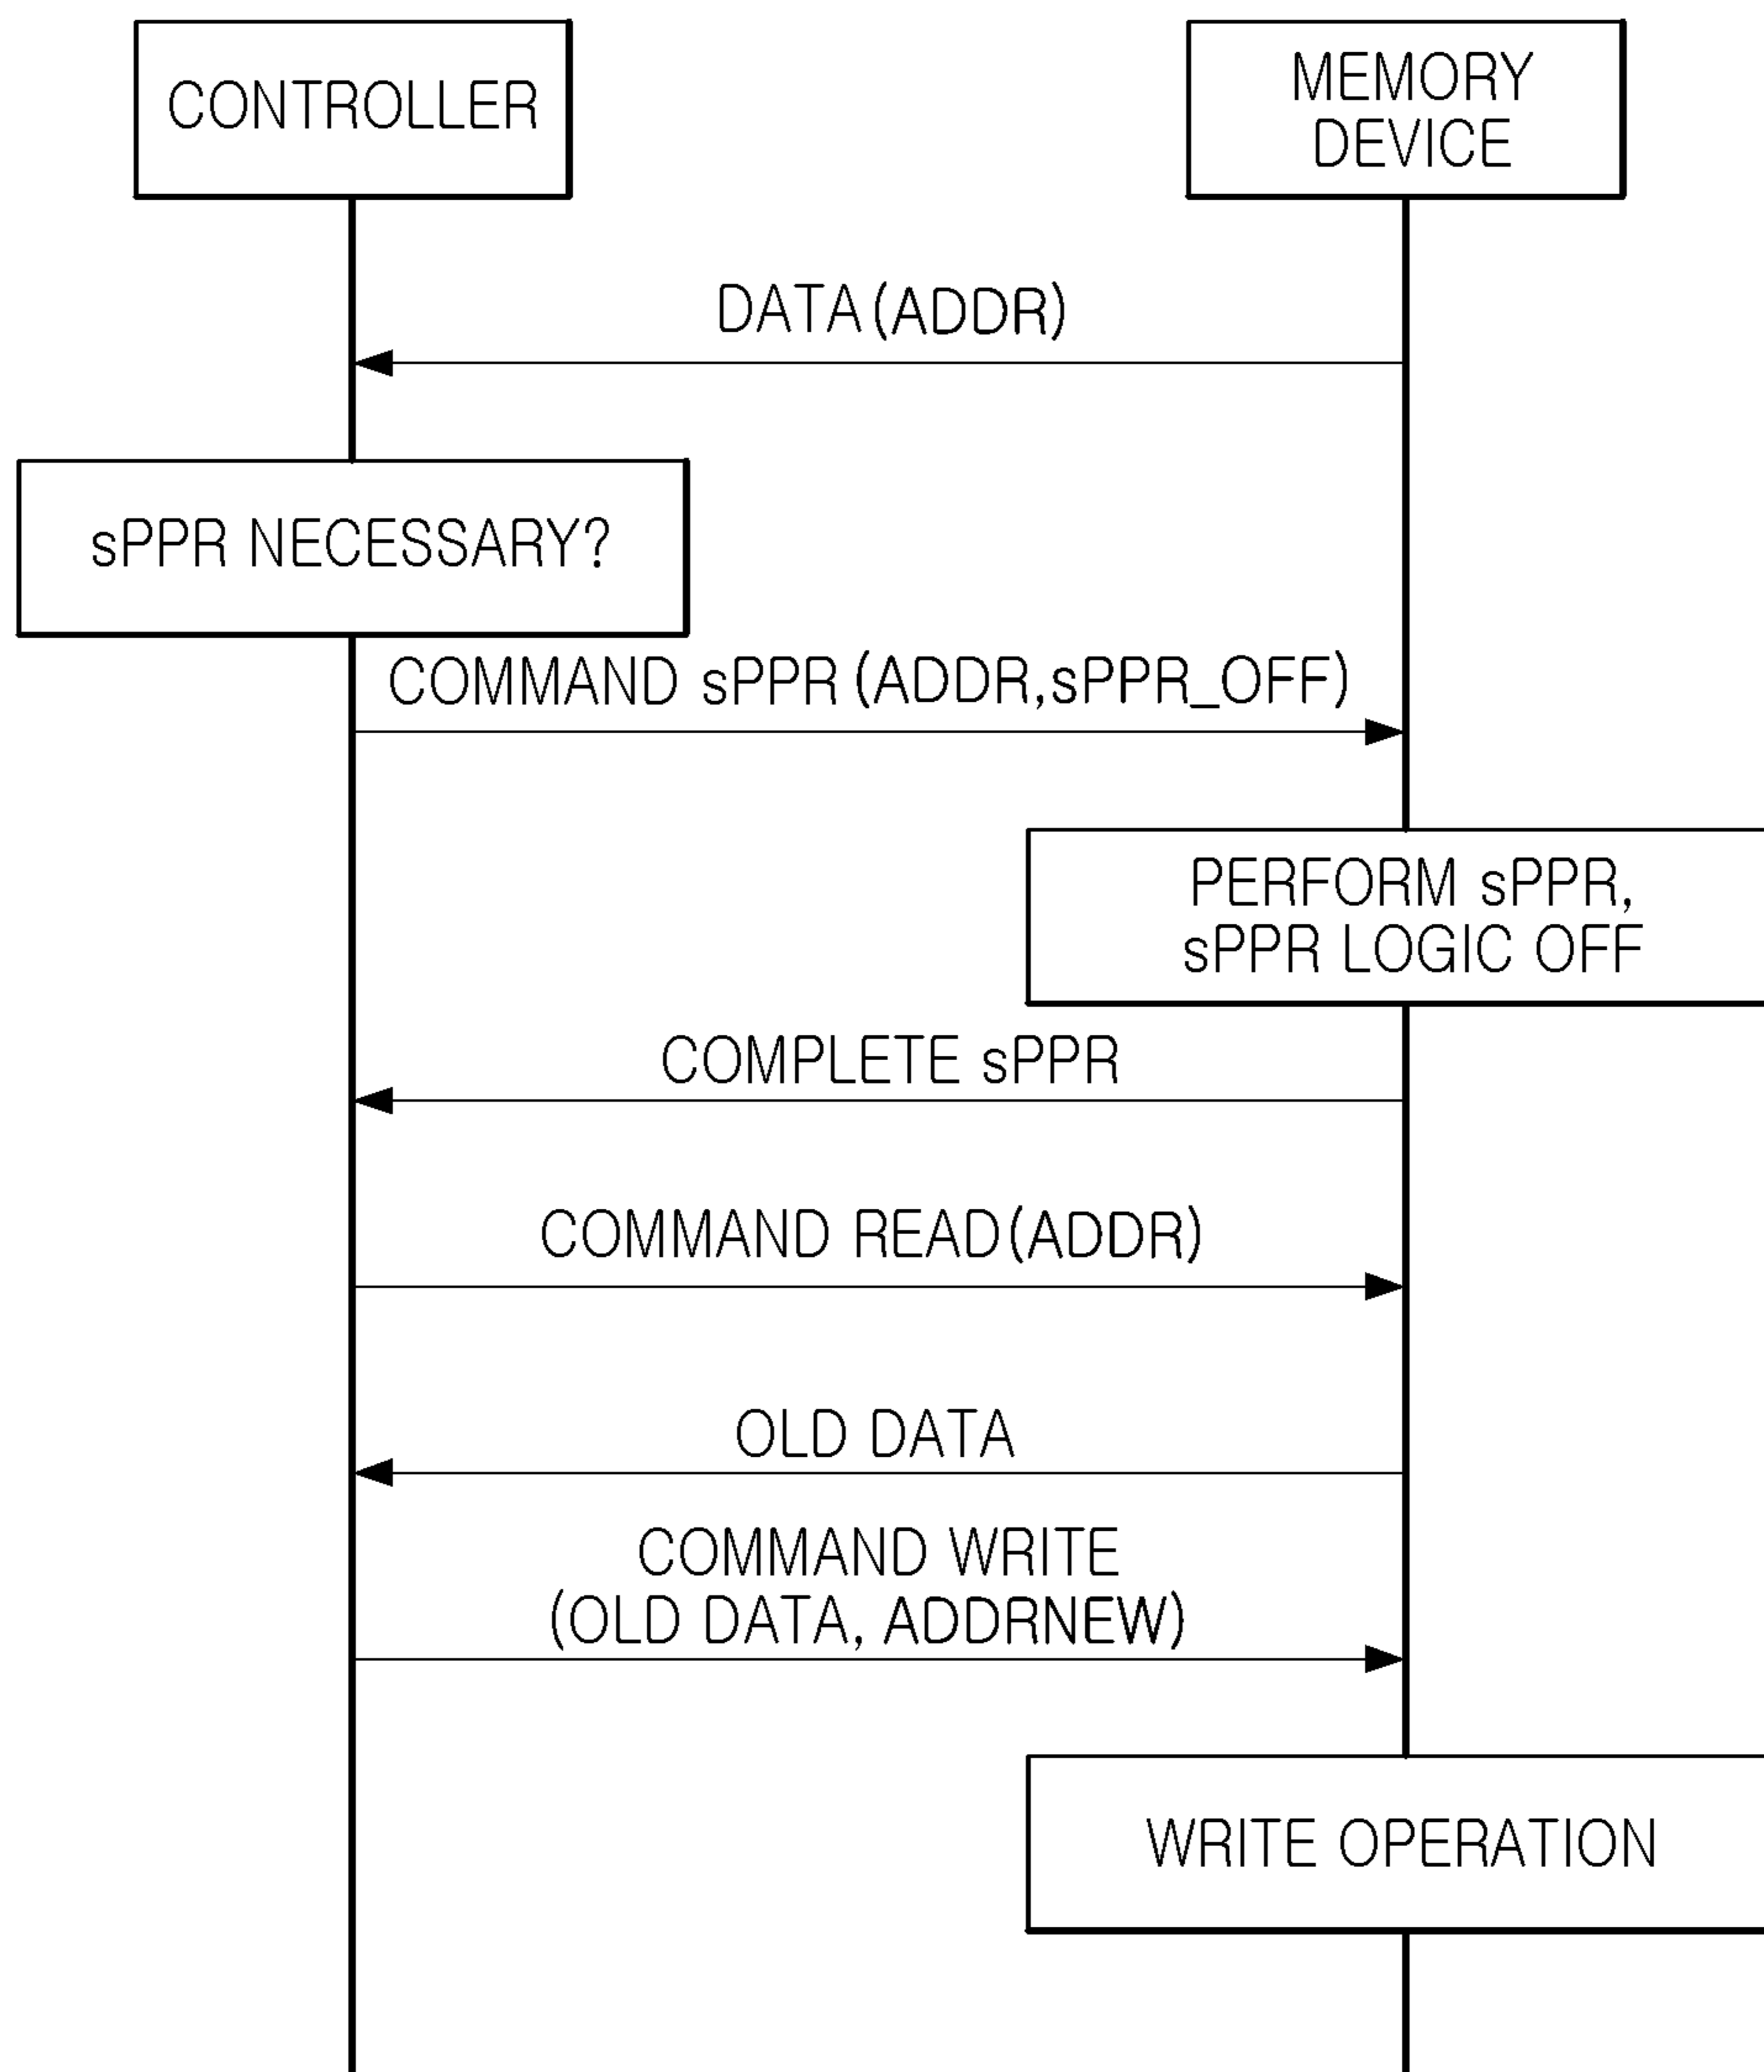 CONTROLLER
MEMORY
DEVICE
DATA(ADDR)
sPPR NECESSARY?
COMMAND sPPR(ADDR,sPPR_OFF)
PERFORM sPPR,
sPPR LOGIC OFF
COMPLETE sPPR
COMMAND READ(ADDR)
OLD DATA
COMMAND WRITE
(OLD DATA, ADDRNEW)
WRITE OPERATION